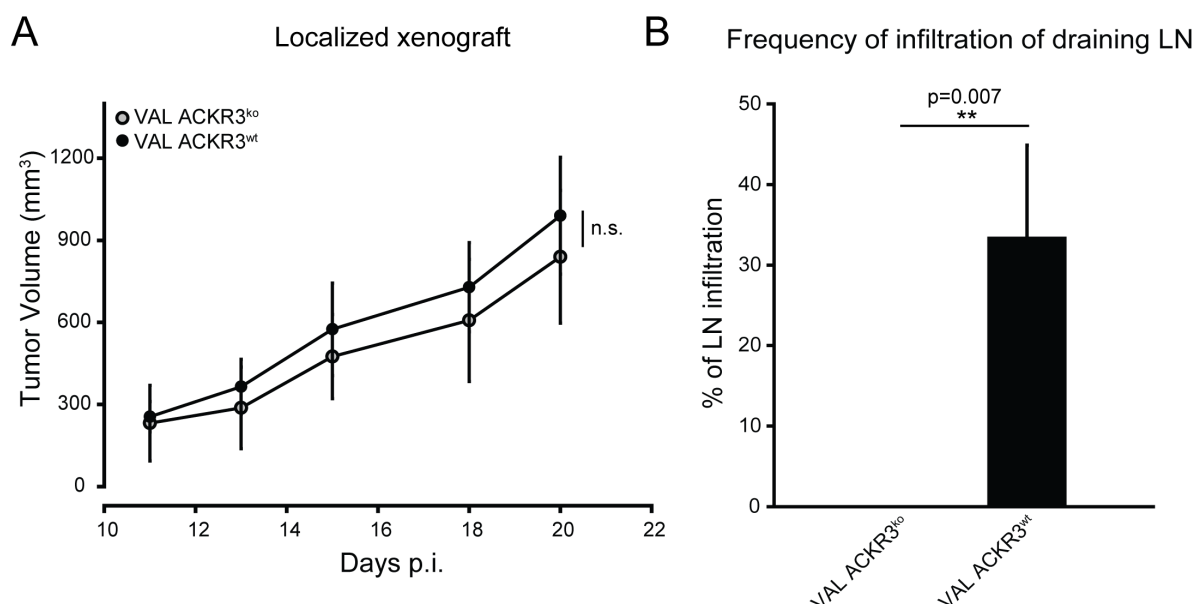 A
Localized xenograft
VAL ACKR3ko
VAL ACKR3wt
Tumor Volume (mm3)
1200
900
600
300
0
n.s.
10 12 14 16 18 20 22
Days p.i.
B
Frequency of infiltration of draining LN
p=0.007
**
% of LN infiltration
50
40
30
20
10
0
VAL ACKR3ko
VAL ACKR3wt